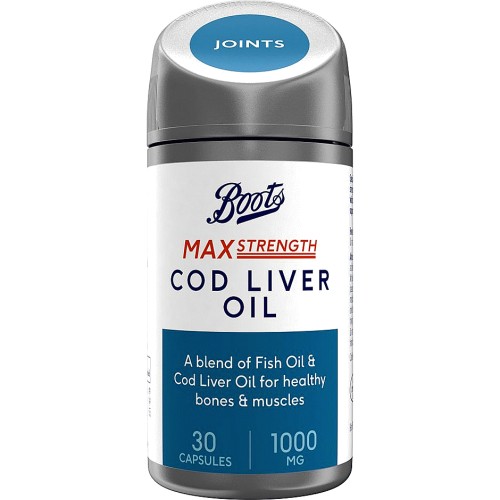 JOINTS
Boots
MAX STRENGTH
COD LIVER
OIL
A blend of Fish Oil &
Cod Liver Oil for healthy
bones & muscles
30 1000
CAPSULES MG